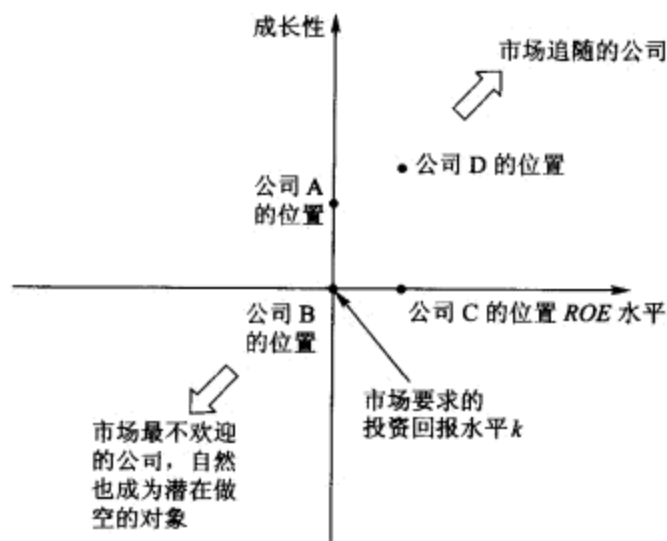 成长性
市场追随的公司
公司 D 的位置
公司 A
的位置
公司 B
的位置
公司 C 的位置 ROE 水平
市场要求的
投资回报水平 k
市场最不欢迎
的公司，自然
也成为潜在做
空的对象